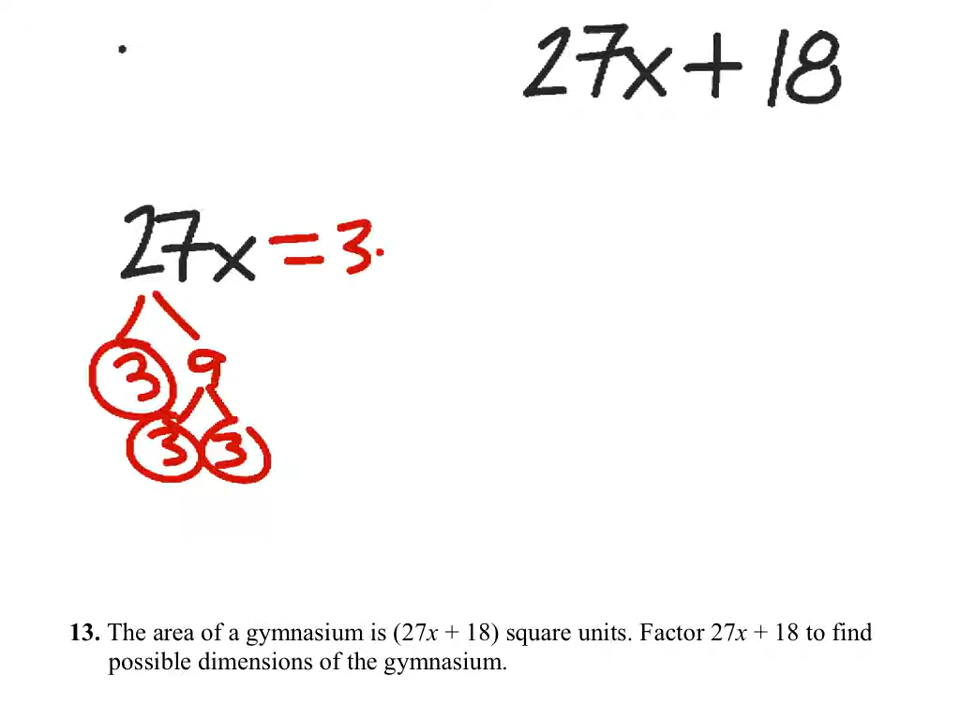 27x + 18
27x = 3.
3 9
3 3
13. The area of a gymnasium is (27x + 18) square units. Factor 27x + 18 to find
possible dimensions of the gymnasium.